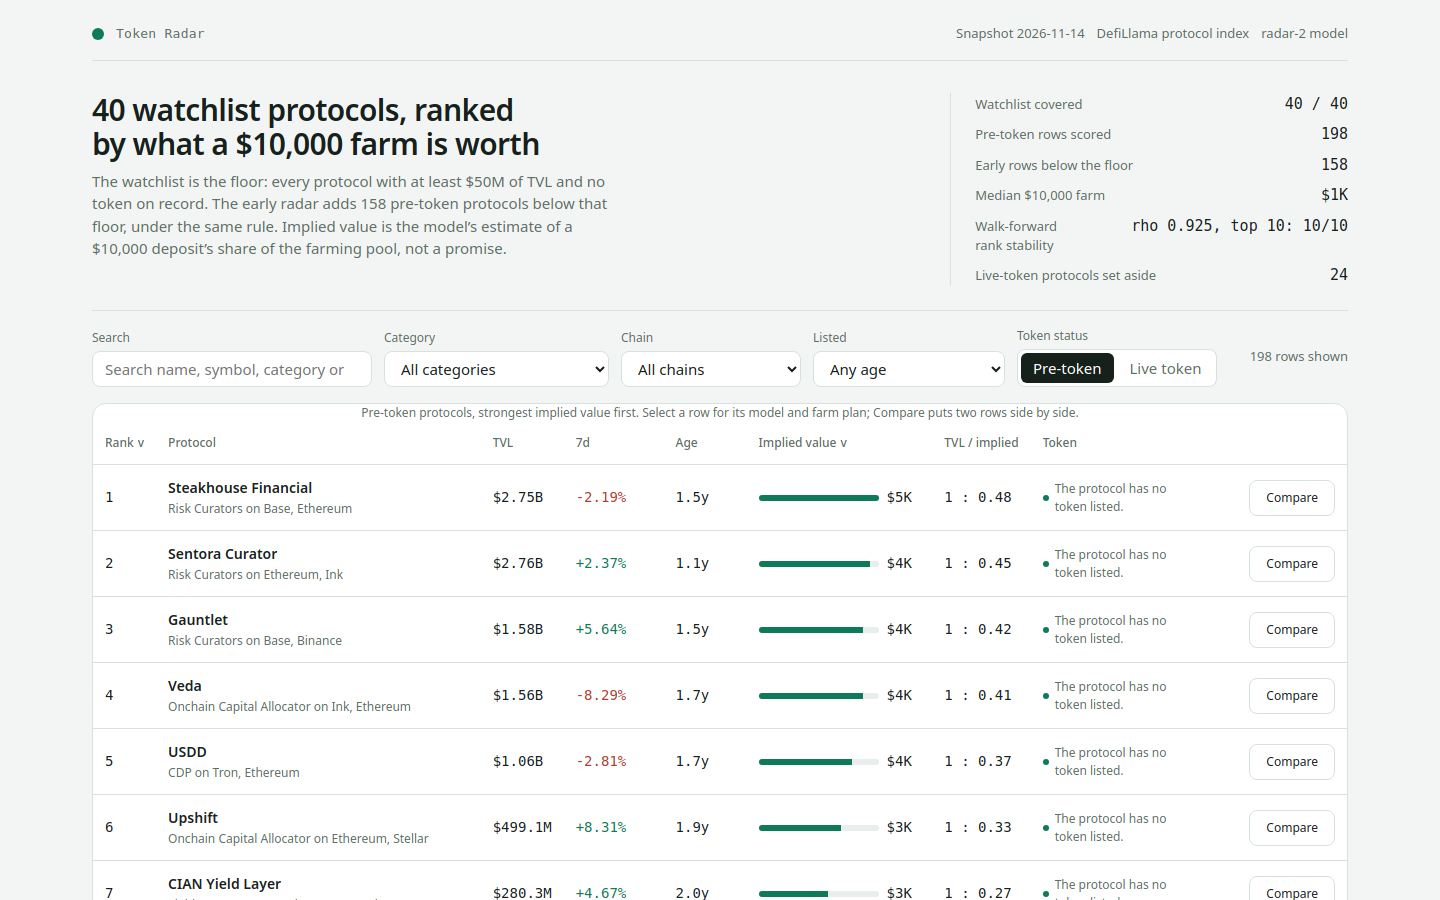 Token Radar
Snapshot 2026-11-14 DefiLlama protocol index radar-2 model
40 watchlist protocols, ranked
by what a $10,000 farm is worth
The watchlist is the floor: every protocol with at least $50M of TVL and no
token on record. The early radar adds 158 pre-token protocols below that
floor, under the same rule. Implied value is the model’s estimate of a
$10,000 deposit’s share of the farming pool, not a promise.
Watchlist covered 40 / 40
Pre-token rows scored 198
Early rows below the floor 158
Median $10,000 farm $1K
Walk-forward rho 0.925, top 10: 10/10
rank stability
Live-token protocols set aside 24
Search Category Chain Listed Token status
Search name, symbol, category or All categories All chains Any age Pre-token Live token 198 rows shown
Pre-token protocols, strongest implied value first. Select a row for its model and farm plan; Compare puts two rows side by side.
Rank v Protocol TVL 7d Age Implied value v TVL / implied Token
1 Steakhouse Financial $2.75B -2.19% 1.5y $5K 1 : 0.48 The protocol has no Compare
Risk Curators on Base, Ethereum token listed.
2 Sentora Curator $2.76B +2.37% 1.1y $4K 1 : 0.45 The protocol has no Compare
Risk Curators on Ethereum, Ink token listed.
3 Gauntlet $1.58B +5.64% 1.5y $4K 1 : 0.42 The protocol has no Compare
Risk Curators on Base, Binance token listed.
4 Veda $1.56B -8.29% 1.7y $4K 1 : 0.41 The protocol has no Compare
Onchain Capital Allocator on Ink, Ethereum token listed.
5 USDD $1.06B -2.81% 1.7y $4K 1 : 0.37 The protocol has no Compare
CDP on Tron, Ethereum token listed.
6 Upshift $499.1M +8.31% 1.9y $3K 1 : 0.33 The protocol has no Compare
Onchain Capital Allocator on Ethereum, Stellar token listed.
7 CIAN Yield Layer $280.3M +4.67% 2.0y $3K 1 : 0.27 The protocol has no Compare